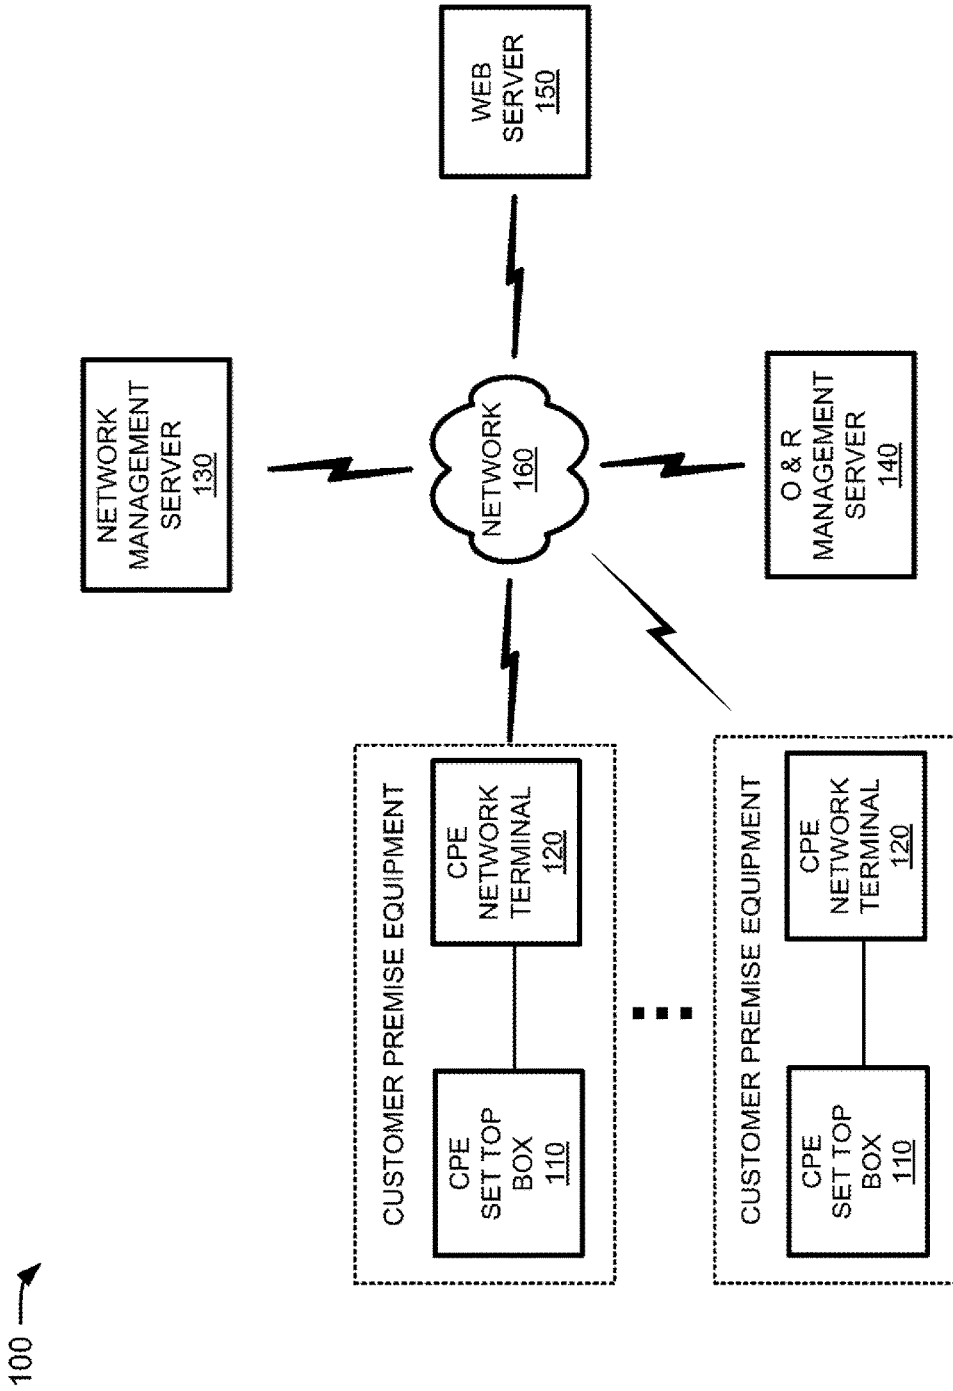 100
NETWORK
MANAGEMENT
SERVER
130
CUSTOMER PREMISE EQUIPMENT
CPE
SET TOP
BOX
110
CPE
NETWORK
TERMINAL
120
NETWORK
160
WEB
SERVER
150
CUSTOMER PREMISE EQUIPMENT
CPE
SET TOP
BOX
110
CPE
NETWORK
TERMINAL
120
O & R
MANAGEMENT
SERVER
140